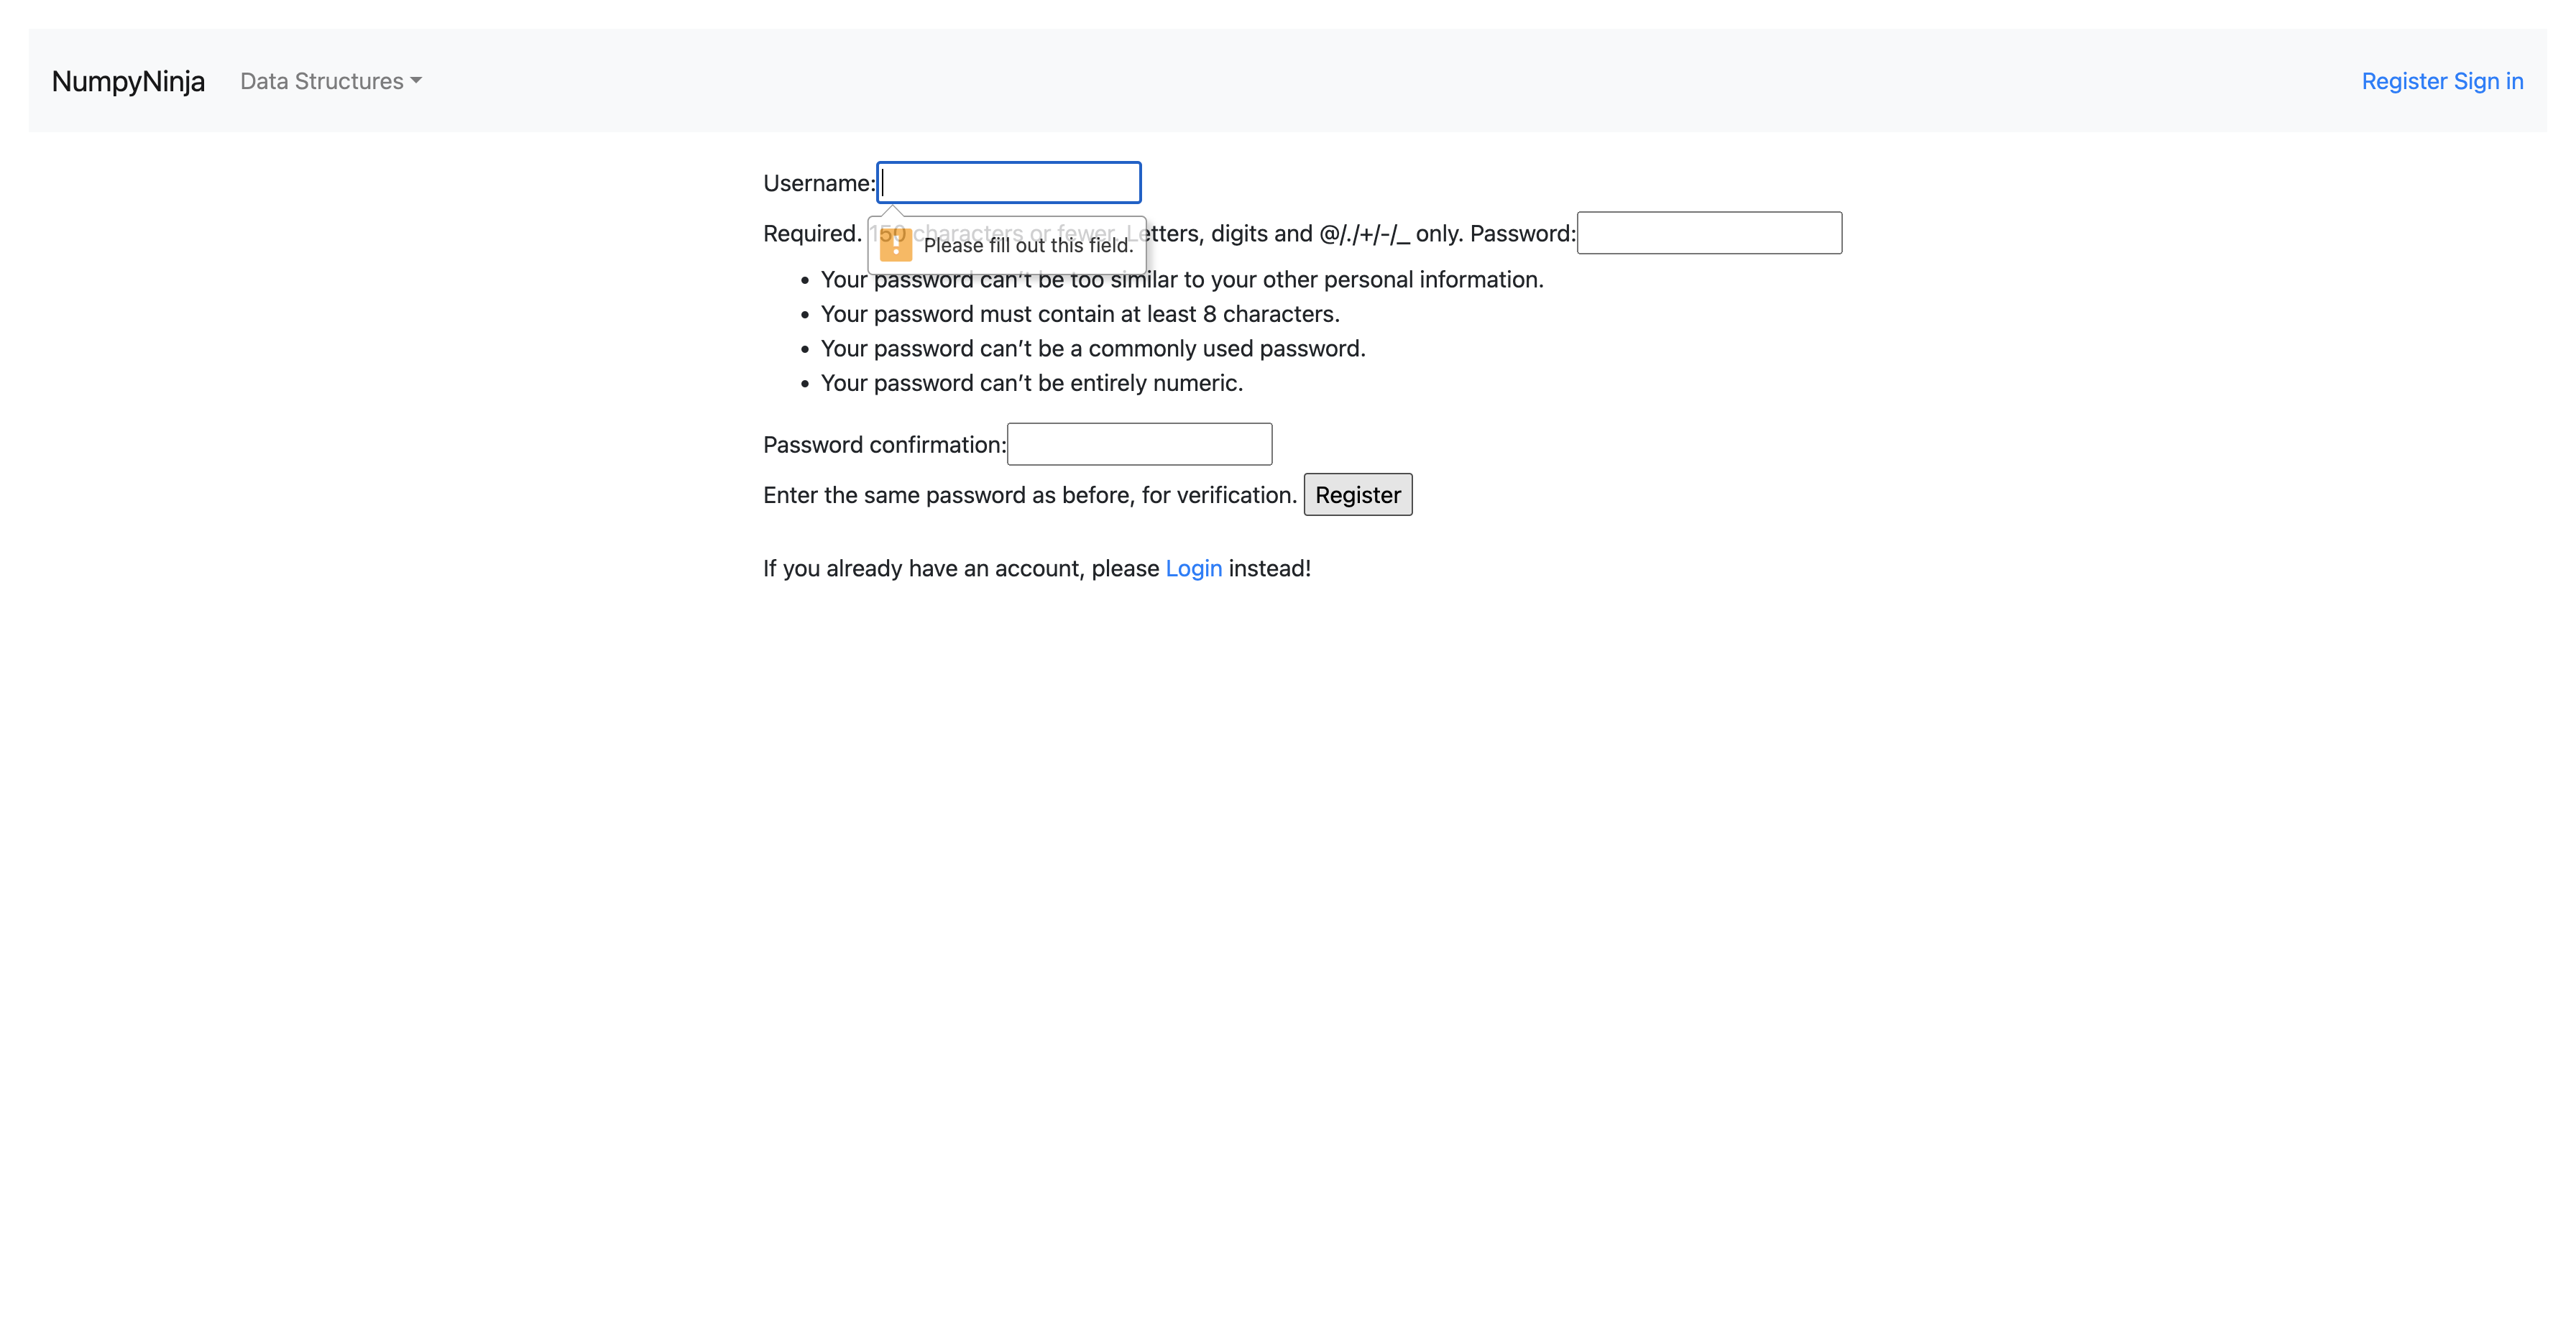 NumpyNinja Data Structures Register Sign in
Username:
Required. 150 characters or fewer. Letters, digits and @/./+/-/_ only. Password:
Please fill out this field.
• Your password can't be too similar to your other personal information.
• Your password must contain at least 8 characters.
• Your password can't be a commonly used password.
• Your password can't be entirely numeric.
Password confirmation:
Enter the same password as before, for verification. Register
If you already have an account, please Login instead!